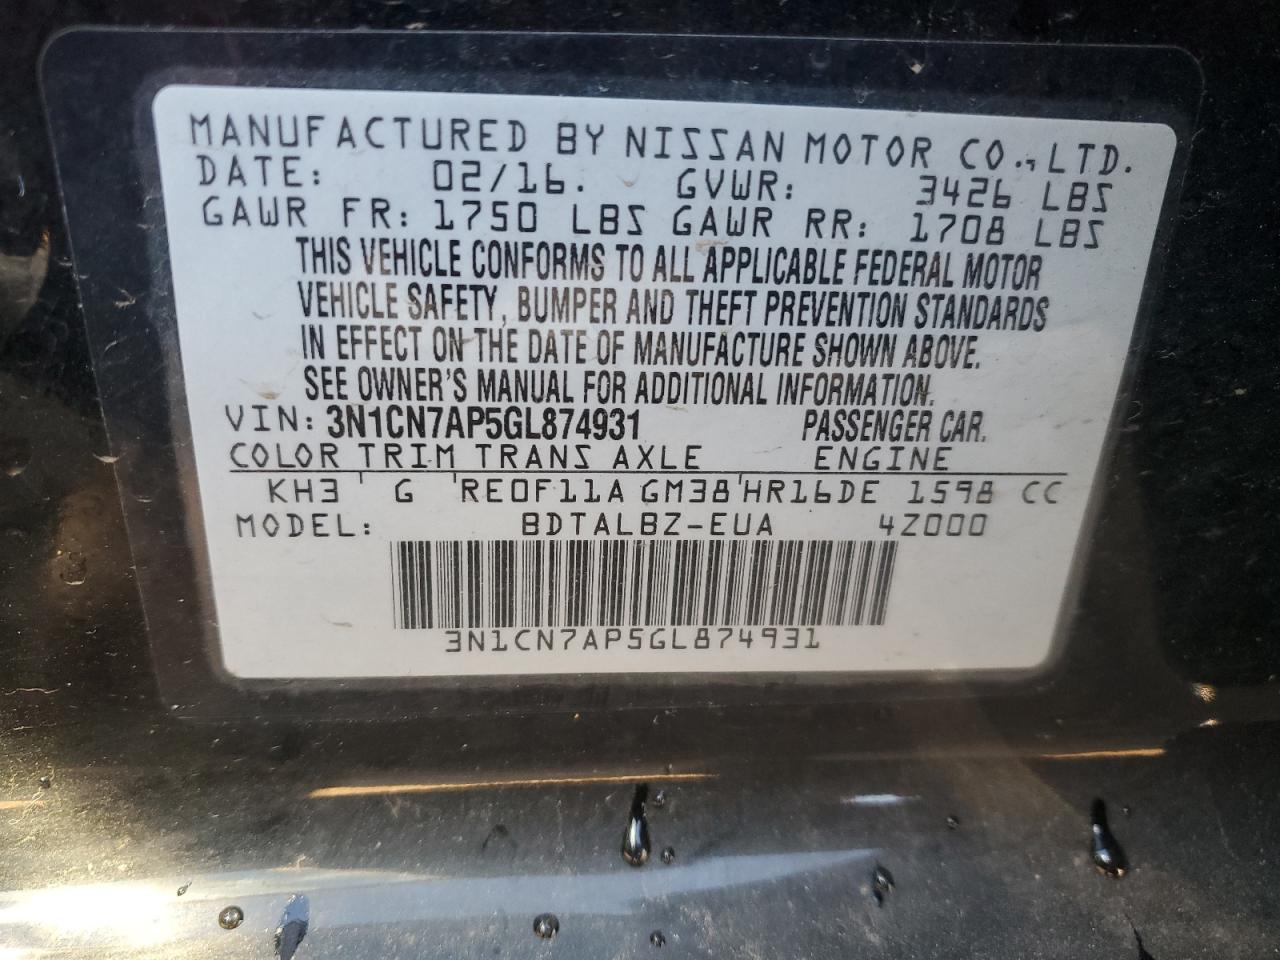 MANUFACTURED BY NISSAN MOTOR CO., LTD.
DATE: 02/16. GVWR: 3426 LBS
GAWR FR: 1750 LBS GAWR RR: 1708 LBS
THIS VEHICLE CONFORMS TO ALL APPLICABLE FEDERAL MOTOR
VEHICLE SAFETY, BUMPER AND THEFT PREVENTION STANDARDS
IN EFFECT ON THE DATE OF MANUFACTURE SHOWN ABOVE.
SEE OWNER'S MANUAL FOR ADDITIONAL INFORMATION.
VIN: 3N1CN7AP5GL874931 PASSENGER CAR.
COLOR TRIM TRANS AXLE ENGINE
KH3 ' G 'RE0F11A GM38'HR16DE 1598 CC
MODEL: BDTALBZ-EUA 4Z000
3N1CN7AP5GL874931